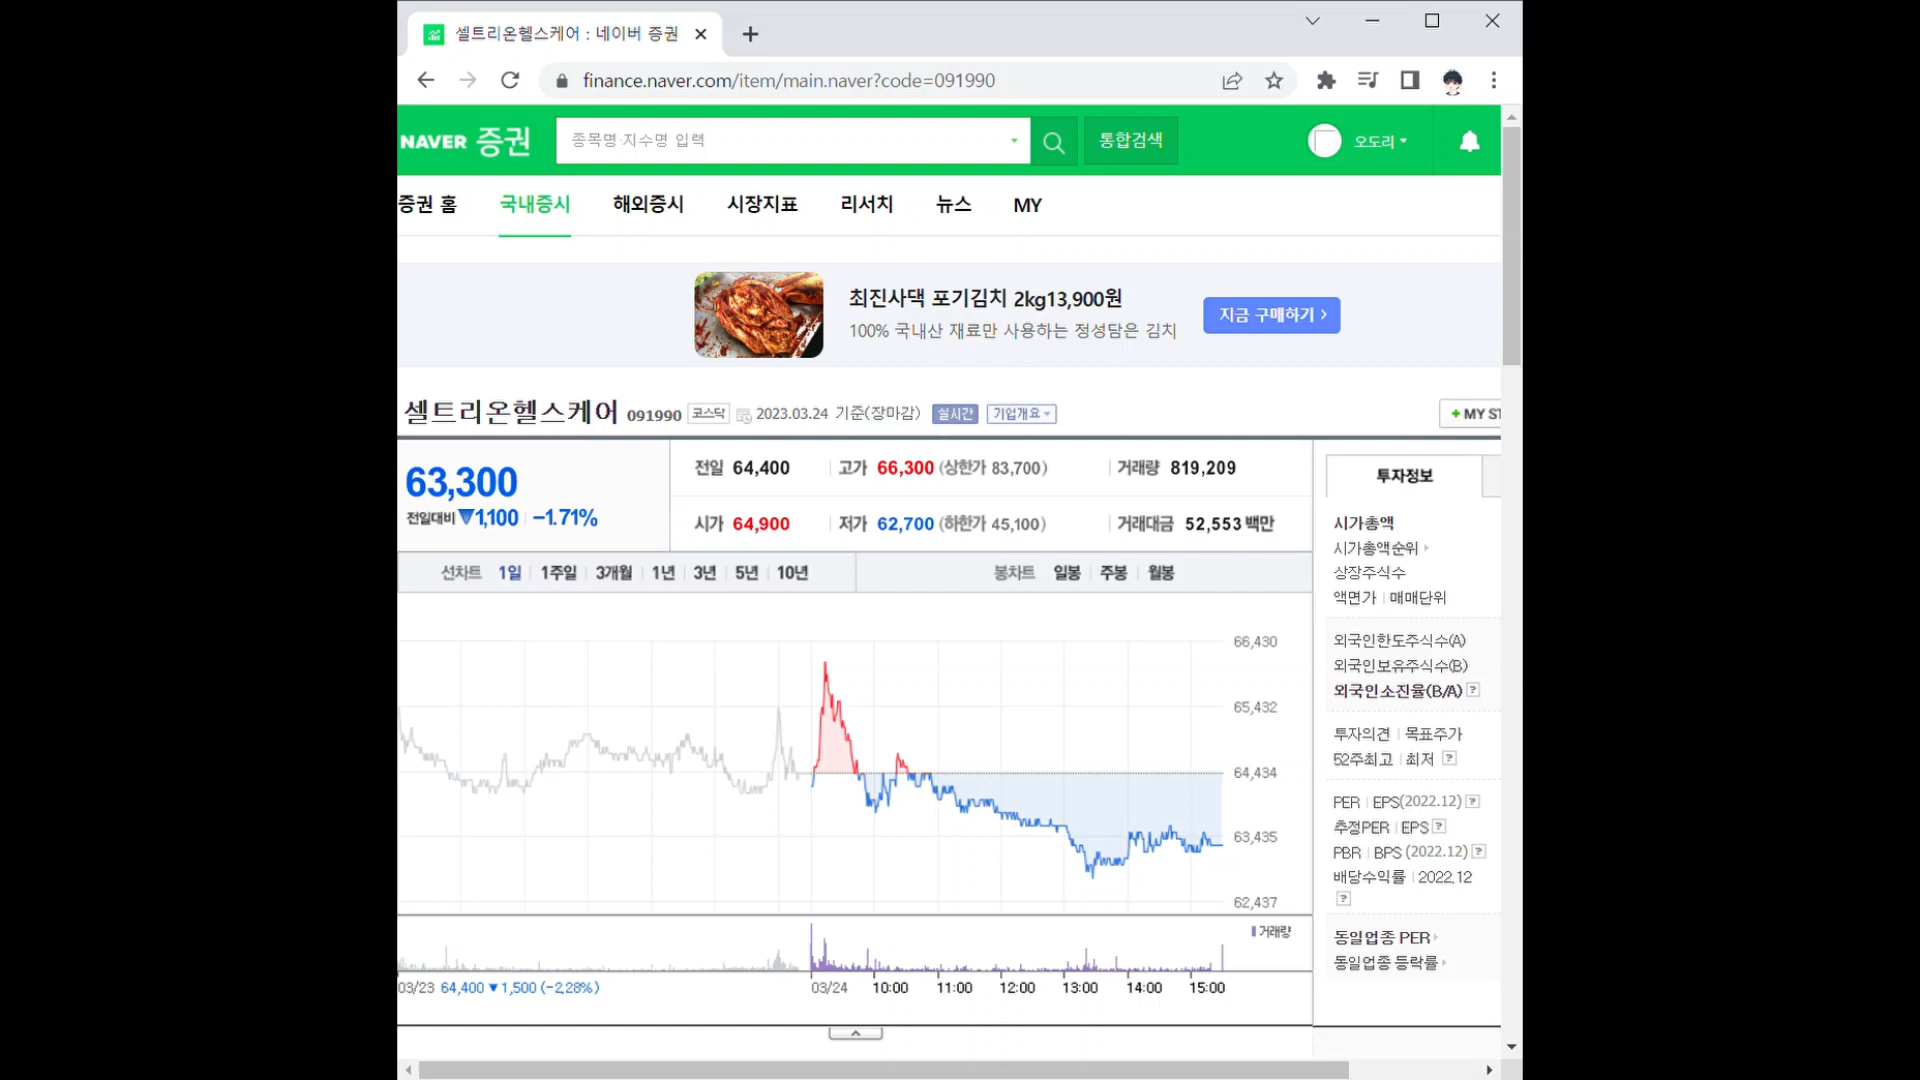 셀트리온헬스케어 : 네이버 증권
finance.naver.com/item/main.naver?code=091990
NAVER 증권
종목명·지수명 입력
통합검색
오도리
증권 홈 국내증시 해외증시 시장지표 리서치 뉴스 MY
최진사댁 포기김치 2kg13,900원
100% 국내산 재료만 사용하는 정성담은 김치
지금 구매하기 ›
셀트리온헬스케어 091990 코스닥 2023.03.24 기준(장마감) 실시간 기업개요
+ MY ST
63,300
전일대비 ▼1,100 -1.71%
전일 64,400 고가 66,300 (상한가 83,700) 거래량 819,209
시가 64,900 저가 62,700 (하한가 45,100) 거래대금 52,553 백만
선차트 1일 1주일 3개월 1년 3년 5년 10년 봉차트 일봉 주봉 월봉
66,430
65,432
64,434
63,435
62,437
거래량
03/23 64,400 ▼1,500 (-2.28%) 03/24 10:00 11:00 12:00 13:00 14:00 15:00
투자정보
시가총액
시가총액순위
상장주식수
액면가 매매단위
외국인한도주식수(A)
외국인보유주식수(B)
외국인소진율(B/A) ?
투자의견 목표주가
52주최고 최저 ?
PER EPS(2022.12) ?
추정PER EPS ?
PBR BPS (2022.12) ?
배당수익률 2022.12
?
동일업종 PER
동일업종 등락률